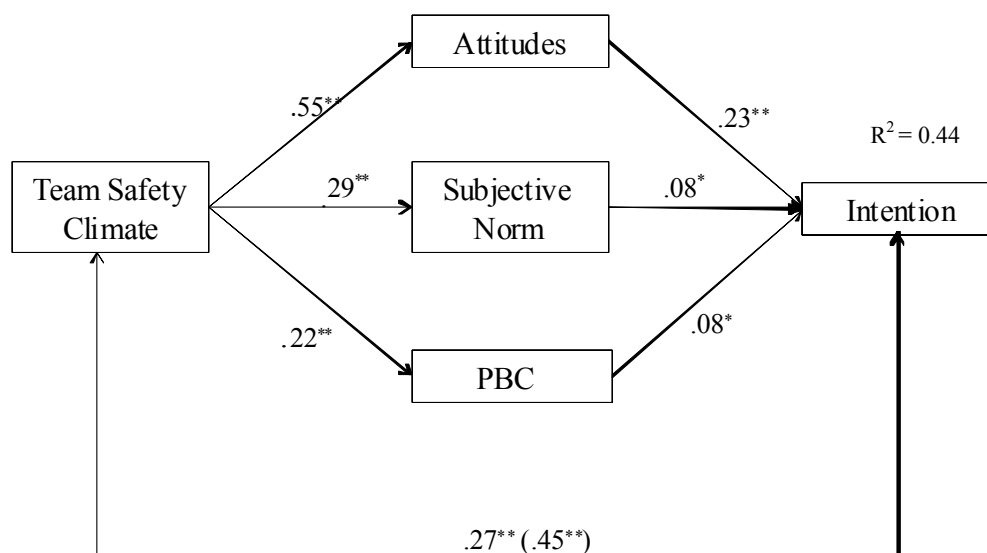 Attitudes
.55**
.23**
R² = 0.44
Team Safety
Climate
.29**
Subjective
Norm
.08*
Intention
.22**
.08*
PBC
.27** (.45**)